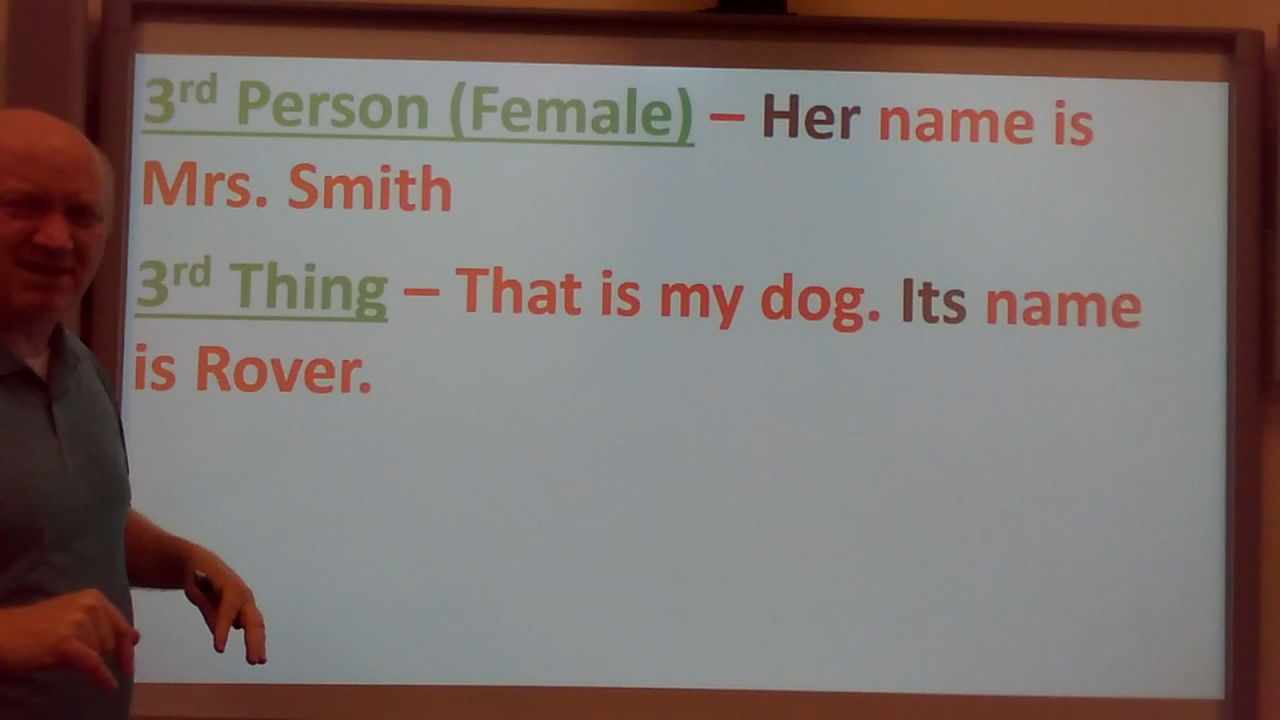 3rd Person (Female) – Her name is
Mrs. Smith
3rd Thing – That is my dog. Its name
is Rover.